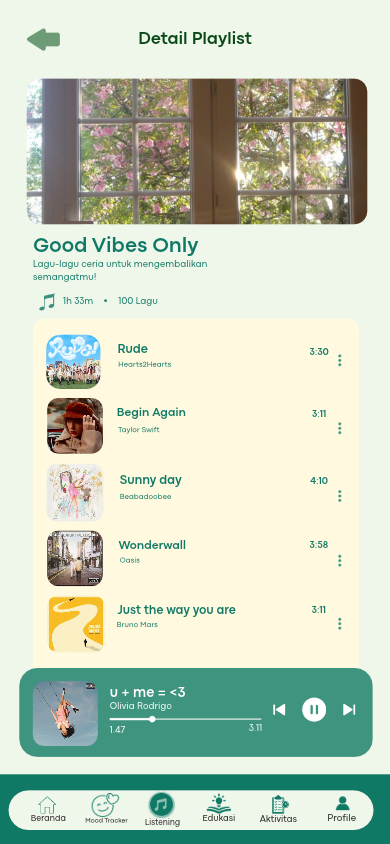 Detail Playlist
Good Vibes Only
Lagu-lagu ceria untuk mengembalikan
semangatmu!
1h 33m • 100 Lagu
Rude
3:30
Hearts2Hearts
Begin Again
3:11
Taylor Swift
Sunny day
4:10
Beabadoobee
Wonderwall
3:58
Oasis
Just the way you are
3:11
Bruno Mars
u + me = <3
Olivia Rodrigo
1.47
3.11
Beranda
Mood Tracker
Listening
Edukasi
Aktivitas
Profile